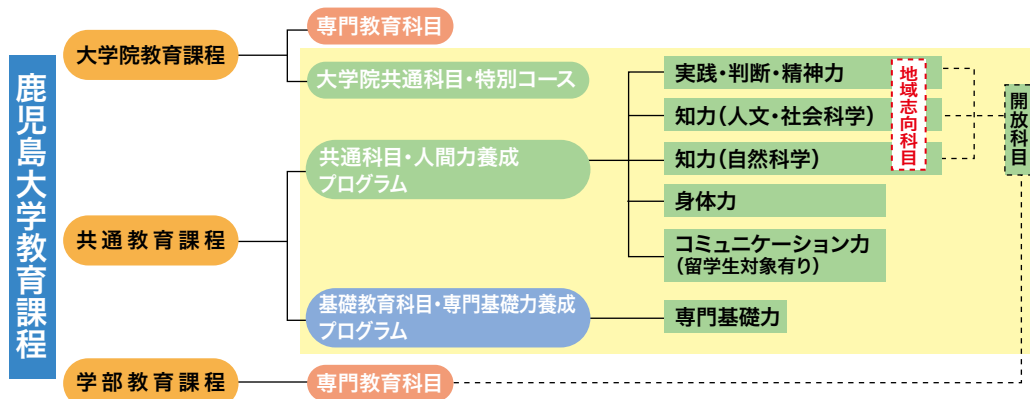 鹿児島大学教育課程
大学院教育課程
専門教育科目
大学院共通科目・特別コース
共通教育課程
共通科目・人間力養成
プログラム
実践・判断・精神力
知力（人文・社会科学）
知力（自然科学）
地域志向科目
開放科目
身体力
コミュニケーション力
（留学生対象有り）
基礎教育科目・専門基礎力養成
プログラム
専門基礎力
学部教育課程
専門教育科目